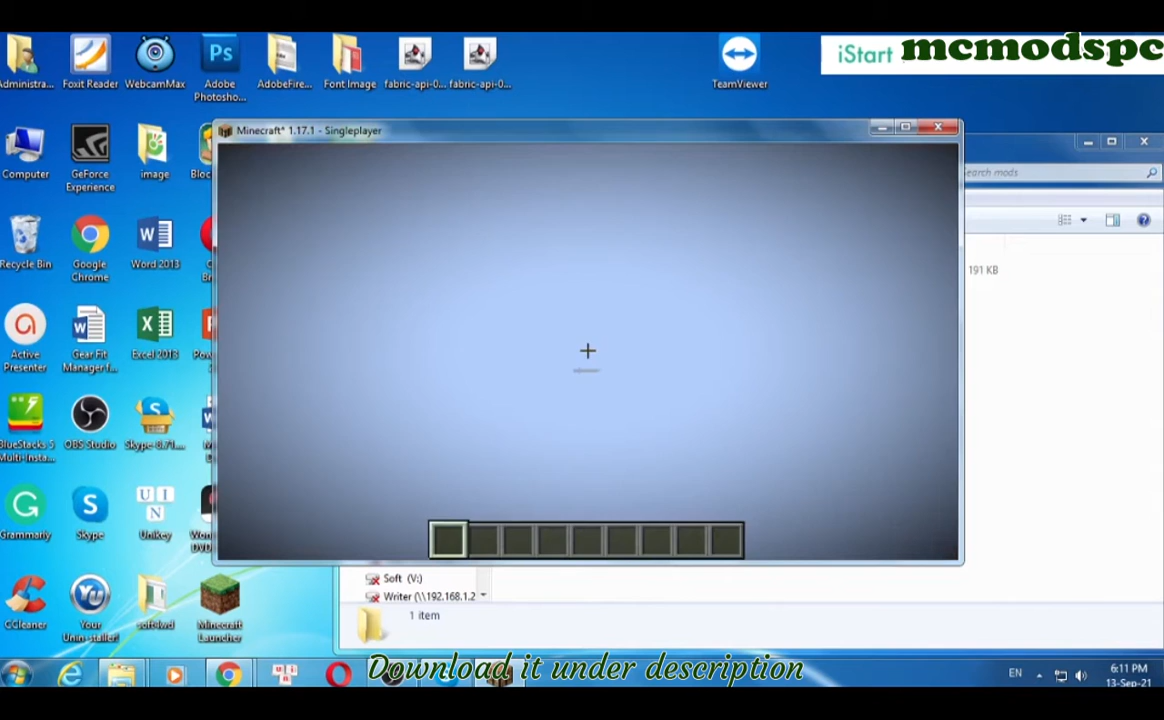 Administra...
Foxit Reader
WebcamMax
Adobe
Photosho...
AdobeFire...
Font Image
fabric-api-0...
fabric-api-0...
TeamViewer
iStart
mcmodspc
Minecraft* 1.17.1 - Singleplayer
Computer
GeForce
Experience
image
Search mods
191 KB
Recycle Bin
Google
Chrome
Word 2013
Active
Presenter
Gear Fit
Manager f...
Excel 2013
BlueStacks 5
Multi-Insta...
OBS Studio
Skype-8.71....
Grammarly
Skype
UIN
Unikey
CCleaner
Your
Unin-staller!
soft4wd
Minecraft
Launcher
Soft (V:)
Writer (\\192.168.1.2
1 item
Download it under description
EN
6:11 PM
13-Sep-21